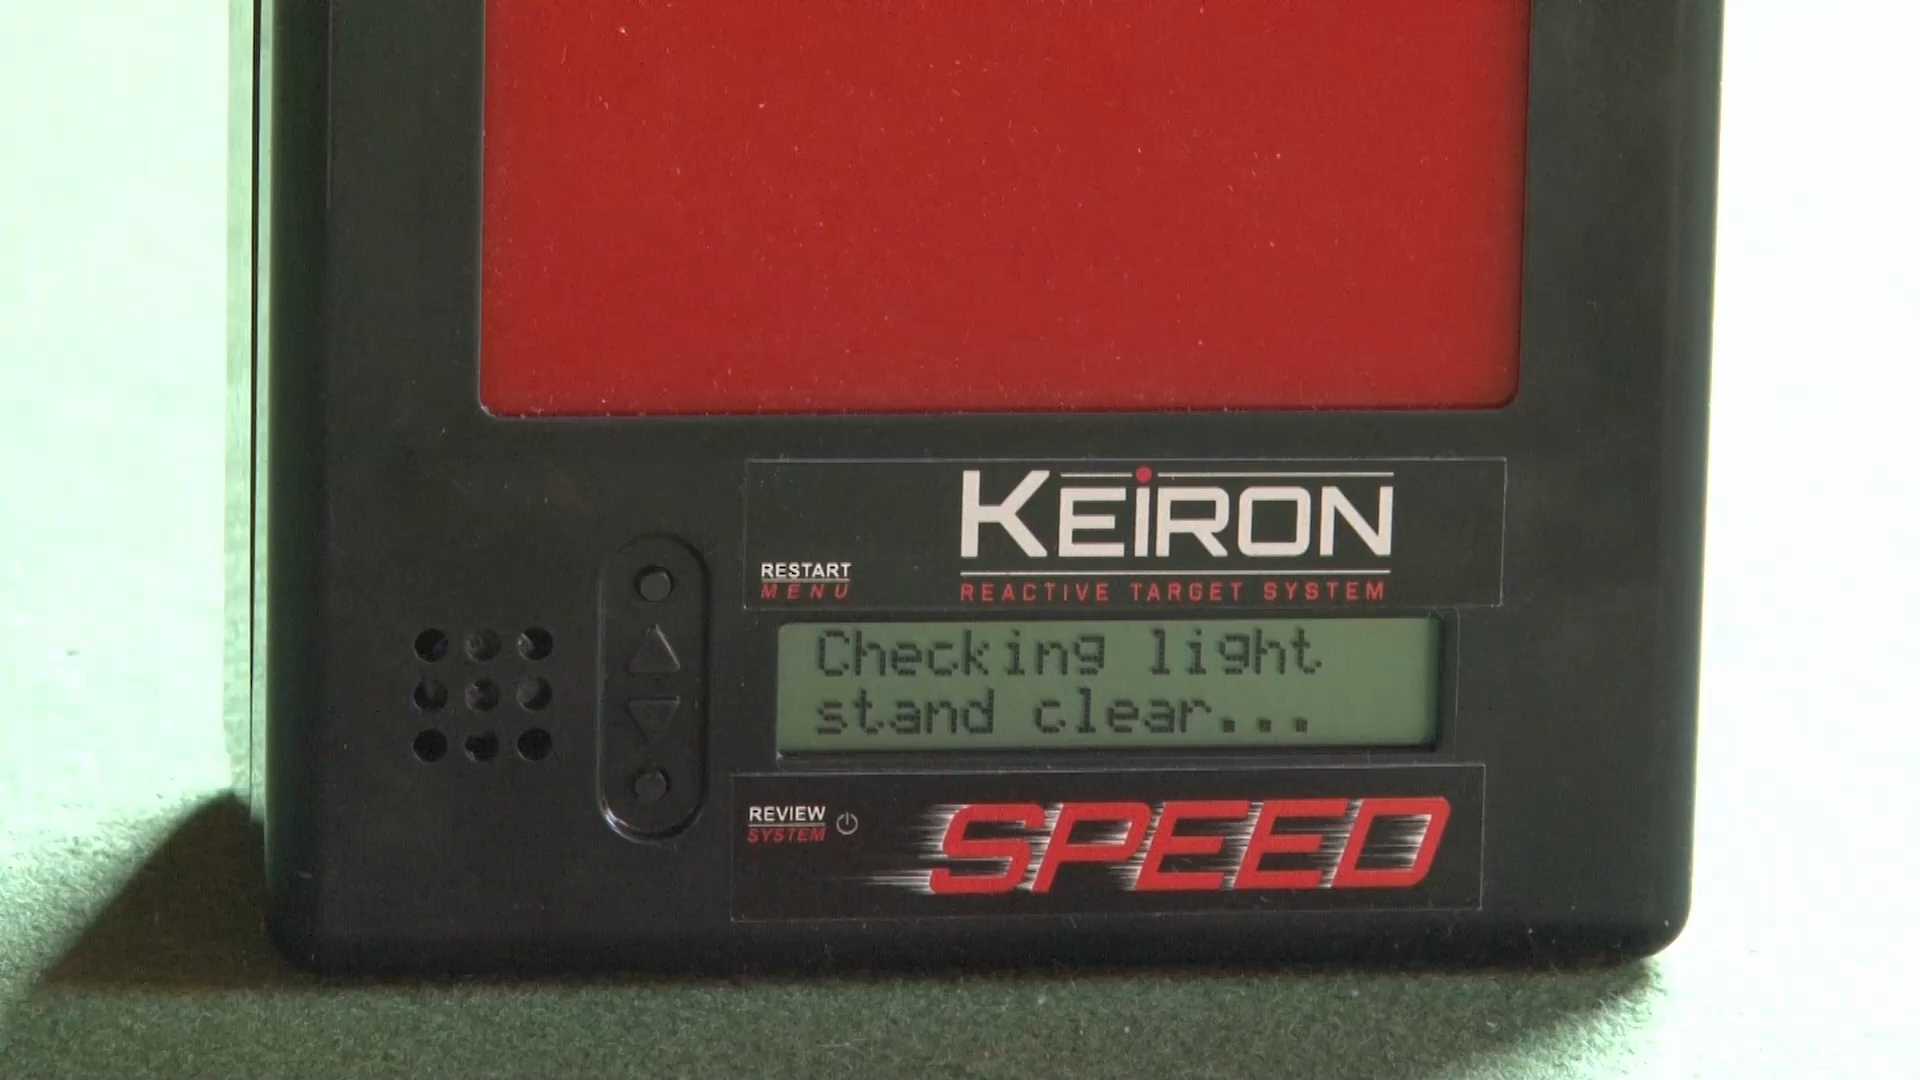 KEIRON
REACTIVE TARGET SYSTEM
RESTART
MENU
Checking light
stand clear...
REVIEW
SYSTEM
SPEED